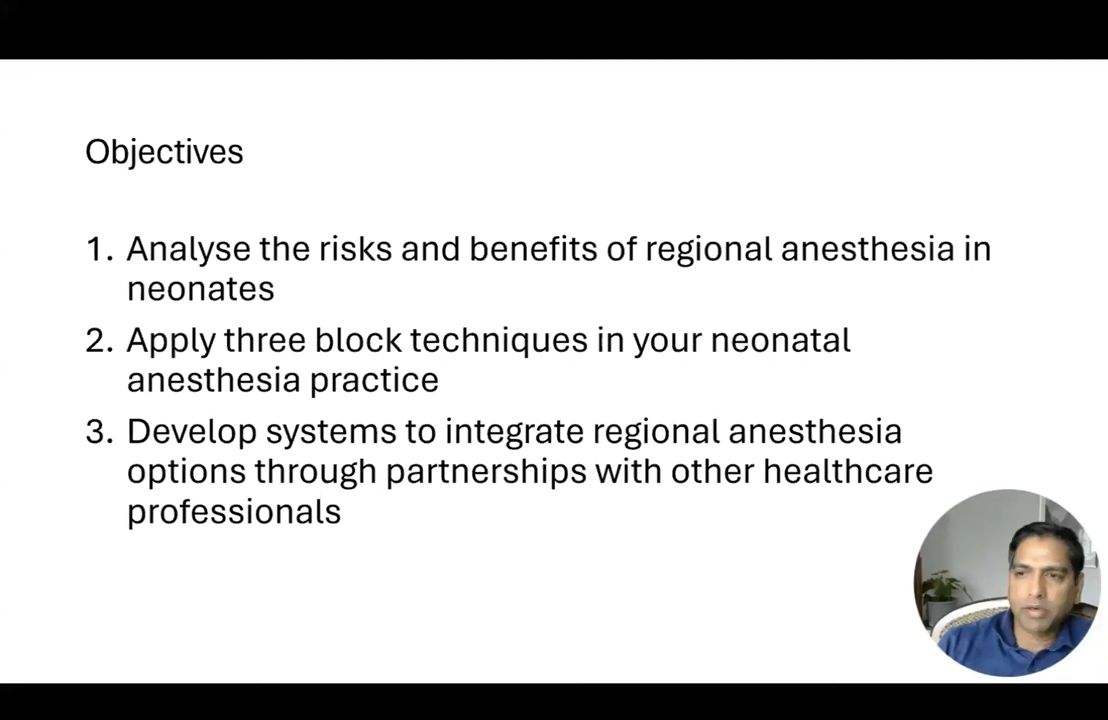 Objectives
1. Analyse the risks and benefits of regional anesthesia in
neonates
2. Apply three block techniques in your neonatal
anesthesia practice
3. Develop systems to integrate regional anesthesia
options through partnerships with other healthcare
professionals